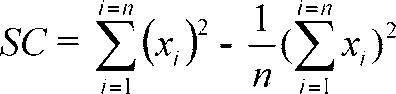 SC = \sum_{i=1}^{i=n} (x_i)^2 - \frac{1}{n} (\sum_{i=1}^{i=n} x_i)^2